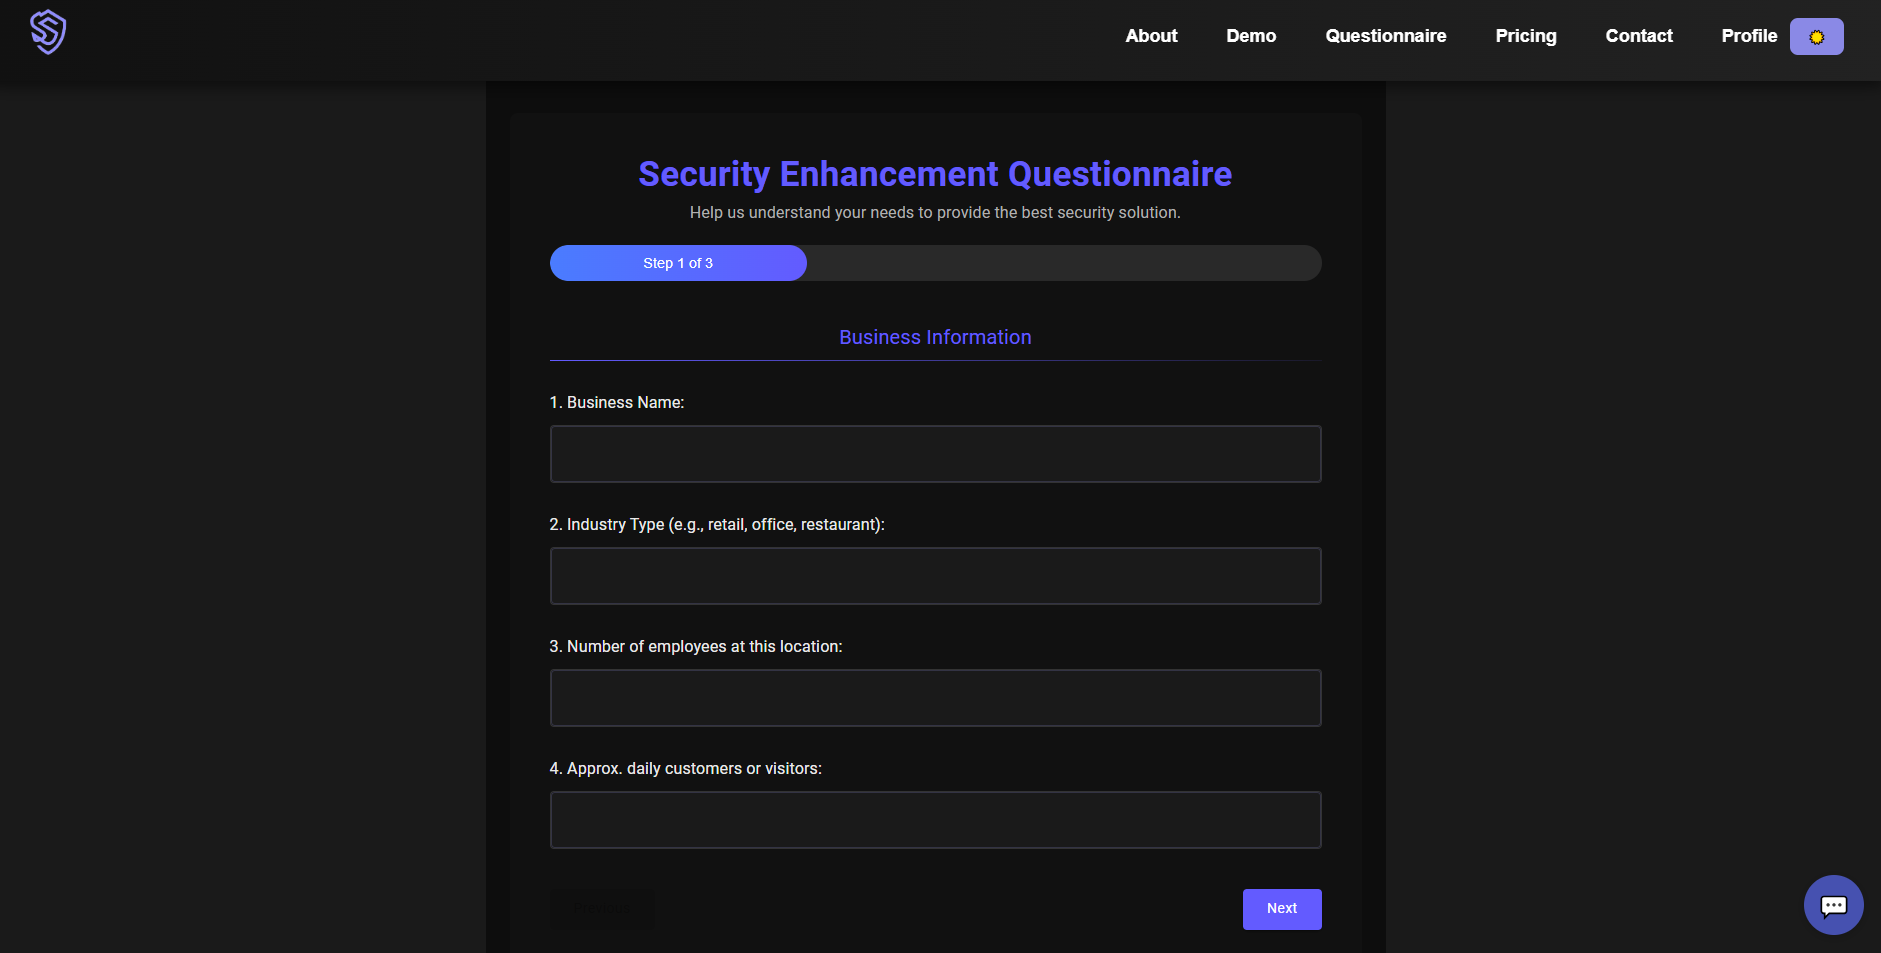 About Demo Questionnaire Pricing Contact Profile
Security Enhancement Questionnaire
Help us understand your needs to provide the best security solution.
Step 1 of 3
Business Information
1. Business Name:
2. Industry Type (e.g., retail, office, restaurant):
3. Number of employees at this location:
4. Approx. daily customers or visitors:
Next